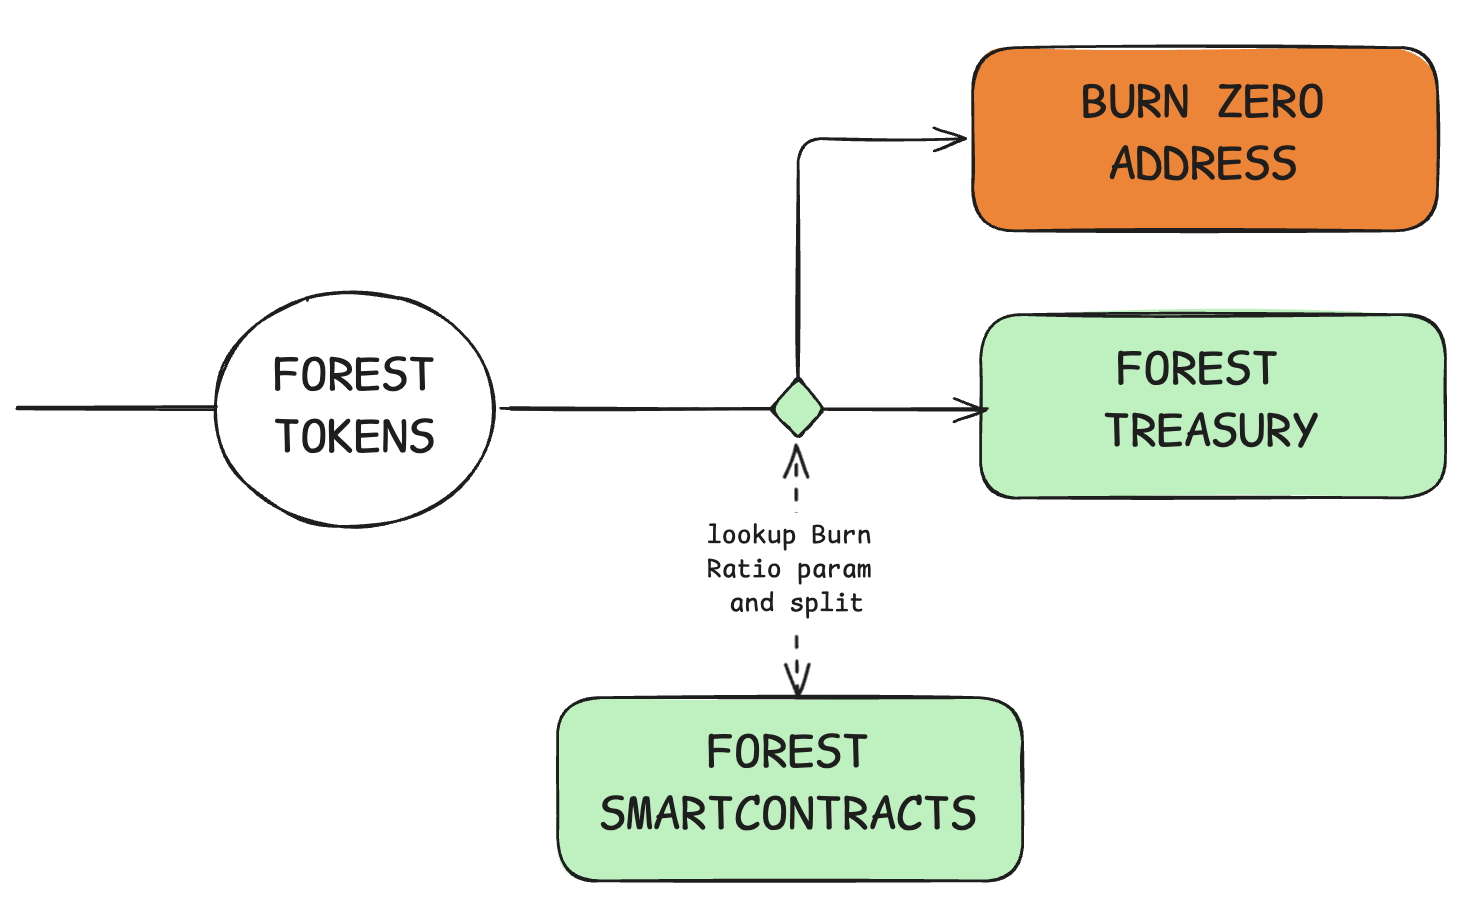 BURN ZERO
ADDRESS
FOREST
TOKENS
FOREST
TREASURY
lookup Burn
Ratio param
and split
FOREST
SMARTCONTRACTS